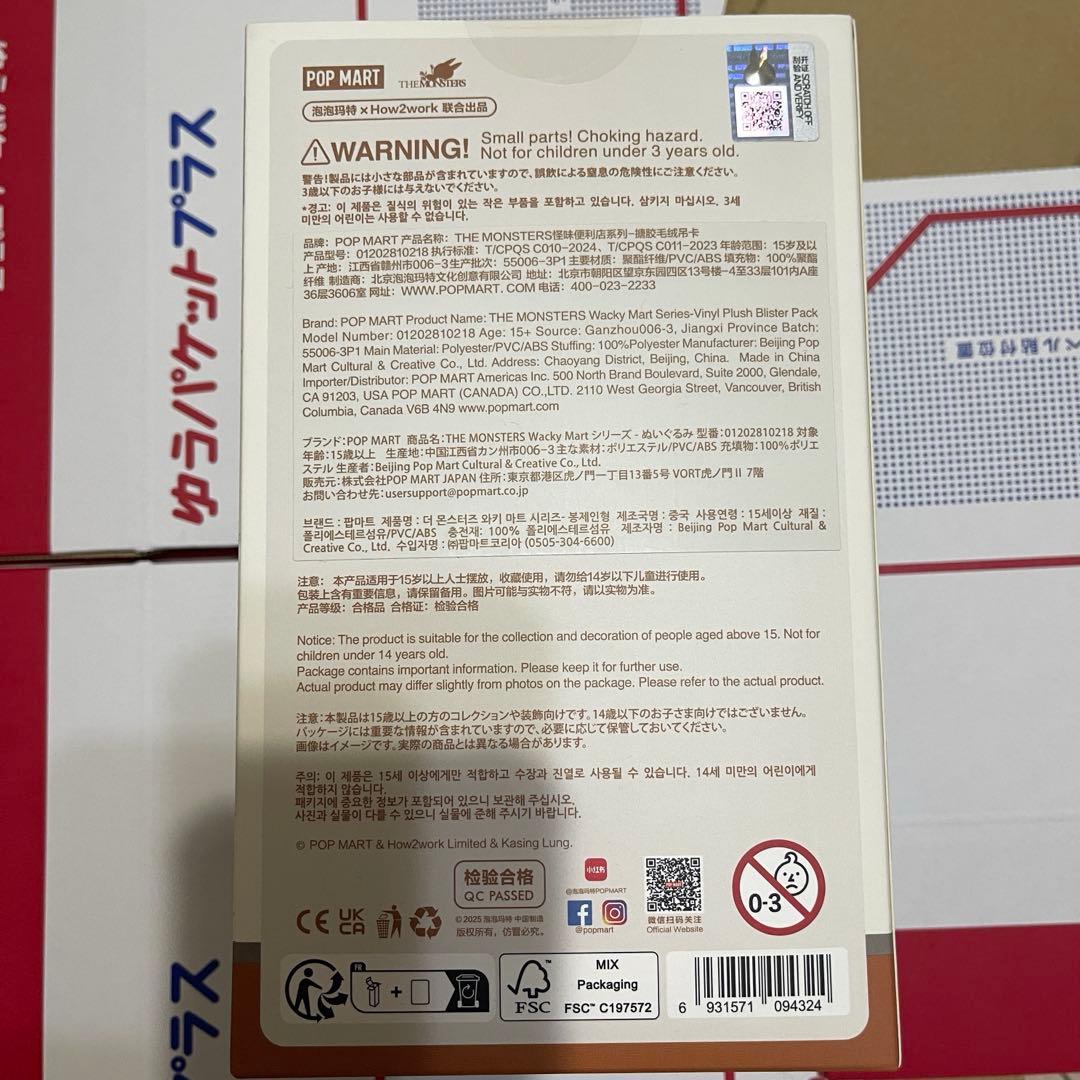 POP MART THE MONSTERS
泡泡玛特×How2work 联合出品
开证 SCRATCH OFF
刮验 AND VERIFY
WARNING! Small parts! Choking hazard.
Not for children under 3 years old.
警告!製品には小さな部品が含まれていますので、誤飲による窒息の危険性にご注意ください。
3歳以下のお子様には与えないでください。
*경고: 이 제품은 질식의 위험이 있는 작은 부품을 포함하고 있습니다. 삼키지 마십시오. 3세
미만의 어린이는 사용할 수 없습니다.
品牌：POP MART 产品名称：THE MONSTERS怪味便利店系列-搪胶毛绒吊卡
产品型号：01202810218 执行标准：T/CPQS C010-2024、T/CPQS C011-2023 年龄范围：15岁及以
上 产地：江西省赣州市006-3 生产批次：55006-3P1 主要材质：聚酯纤维/PVC/ABS 填充物：100%聚酯
纤维 制造商：北京泡泡玛特文化创意有限公司 地址：北京市朝阳区望京东园四区13号楼-4至33层101内A座
36层3606室 网址：WWW.POPMART.COM 电话：400-023-2233
Brand: POP MART Product Name: THE MONSTERS Wacky Mart Series-Vinyl Plush Blister Pack
Model Number: 01202810218 Age: 15+ Source: Ganzhou006-3, Jiangxi Province Batch:
55006-3P1 Main Material: Polyester/PVC/ABS Stuffing: 100%Polyester Manufacturer: Beijing Pop
Mart Cultural & Creative Co., Ltd. Address: Chaoyang District, Beijing, China. Made in China
Importer/Distributor: POP MART Americas Inc. 500 North Brand Boulevard, Suite 2000, Glendale,
CA 91203, USA POP MART (CANADA) CO.,LTD. 2110 West Georgia Street, Vancouver, British
Columbia, Canada V6B 4N9 www.popmart.com
ブランド：POP MART 商品名：THE MONSTERS Wacky Mart シリーズ - ぬいぐるみ 型番：01202810218 対象
年齢：15歳以上 生産地：中国江西省カン州市006-3 主な素材：ポリエステル/PVC/ABS 充填物：100%ポリエ
ステル 生産者：Beijing Pop Mart Cultural & Creative Co., Ltd.
販売元：株式会社POP MART JAPAN 住所：東京都港区虎ノ門一丁目13番5号 VORT虎ノ門Ⅱ 7階
お問い合わせ先：usersupport@popmart.co.jp
브랜드 : 팝마트 제품명 : 더 몬스터즈 와키 마트 시리즈- 봉제인형 제조국명 : 중국 사용연령 : 15세이상 재질 :
폴리에스테르섬유/PVC/ABS 충전재: 100% 폴리에스테르섬유 제조자명 : Beijing Pop Mart Cultural &
Creative Co., Ltd. 수입자명 : ㈜팝마트코리아 (0505-304-6600)
注意： 本产品适用于15岁以上人士摆放，收藏使用，请勿给14岁以下儿童进行使用。
包装上含有重要信息，请保留备用。图片可能与实物不符，请以实物为准。
产品等级：合格品 合格证：检验合格
Notice: The product is suitable for the collection and decoration of people aged above 15. Not for
children under 14 years old.
Package contains important information. Please keep it for further use.
Actual product may differ slightly from photos on the package. Please refer to the actual product.
注意：本製品は15歳以上の方のコレクションや装飾向けです。14歳以下のお子さま向けではございません。
パッケージには重要な情報が含まれていますので、必要に応じて保管しておいてください。
画像はイメージです。実際の商品とは異なる場合があります。
주의: 이 제품은 15세 이상에게만 적합하고 수장과 진열로 사용될 수 있습니다. 14세 미만의 어린이에게
적합하지 않습니다.
패키지에 중요한 정보가 포함되어 있으니 보관해 주십시오.
사진과 실물이 다를 수 있으니 실물에 준해 주시기 바랍니다.
© POP MART & How2work Limited & Kasing Lung.
检验合格
QC PASSED
小红书
@泡泡玛特POPMART
@popmart
微信扫码关注
Official Website
0-3
CE UK CA
© 2025 泡泡玛特 中国制造
版权所有，仿冒必究。
FR
FSC
MIX
Packaging
FSC™ C197572
6 931571 094324
ゆうパケットプラス
ベル貼付位置
プラス